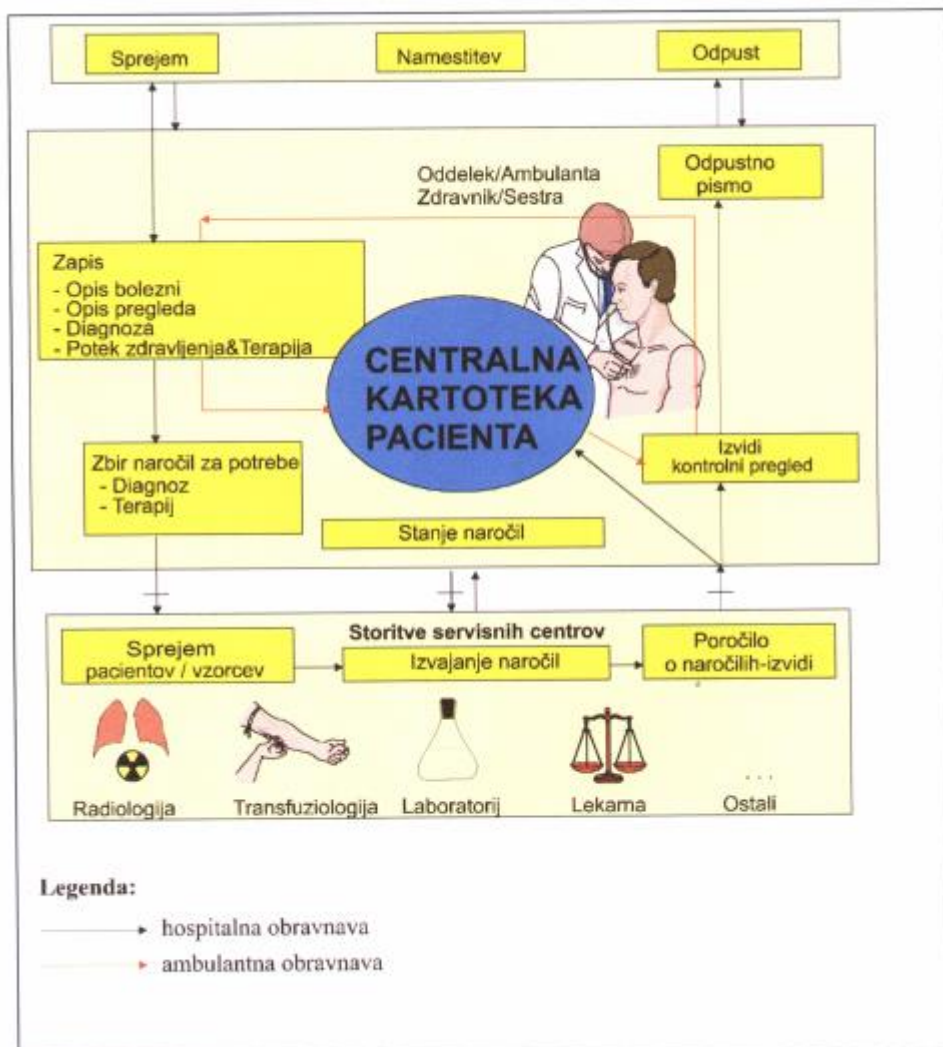 Sprejem
Namestitev
Odpust
Oddelek/Ambulanta
Zdravnik/Sestra
Odpustno
pismo
Zapis
- Opis bolezni
- Opis pregleda
- Diagnoza
- Potek zdravljenja&Terapija
CENTRALNA
KARTOTEKA
PACIENTA
Izvidi
kontrolni pregled
Zbir naročil za potrebe
- Diagnoz
- Terapij
Stanje naročil
Storitve servisnih centrov
Sprejem
pacientov / vzorcev
Izvajanje naročil
Poročilo
o naročilih-izvidi
Radiologija
Transfuziologija
Laboratorij
Lekarna
...
Ostali
Legenda:
hospitalna obravnava
ambulantna obravnava